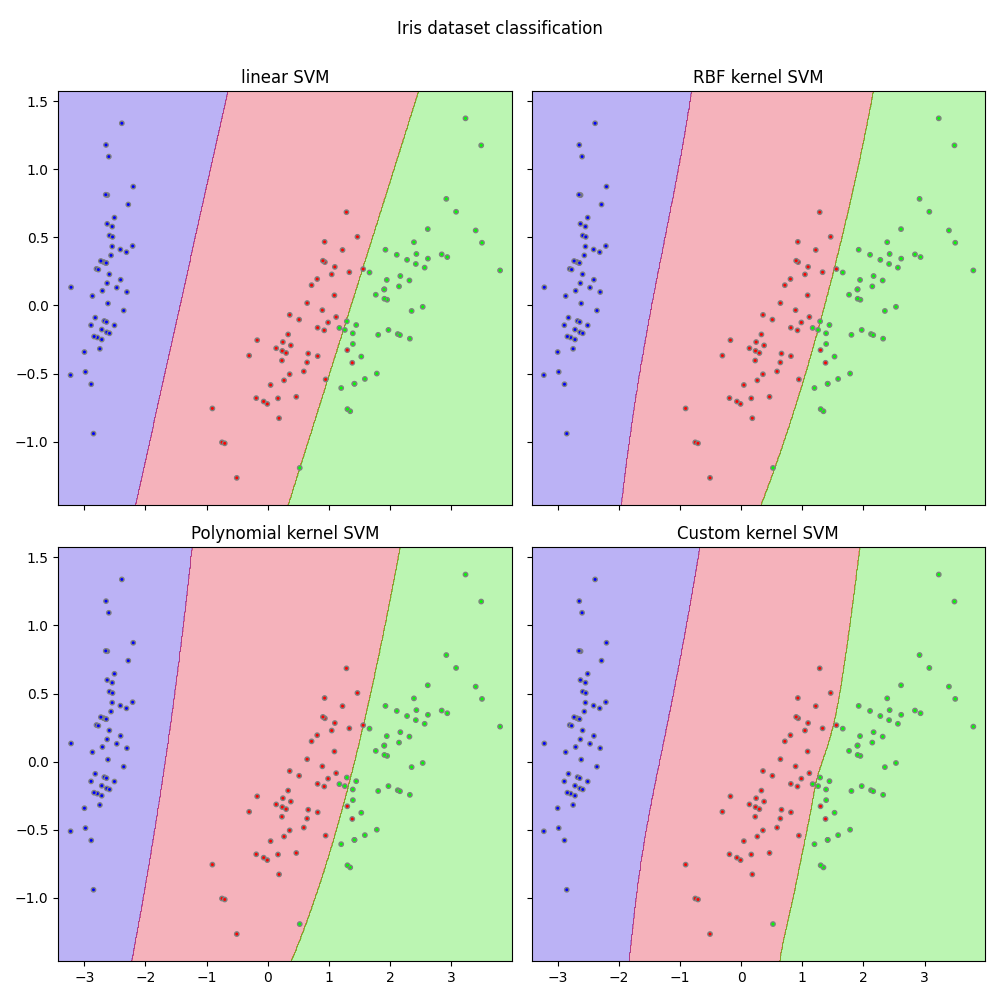 Iris dataset classification
linear SVM
RBF kernel SVM
1.5
1.0
0.5
0.0
−0.5
−1.0
Polynomial kernel SVM
Custom kernel SVM
1.5
1.0
0.5
0.0
−0.5
−1.0
−3 −2 −1 0 1 2 3
−3 −2 −1 0 1 2 3